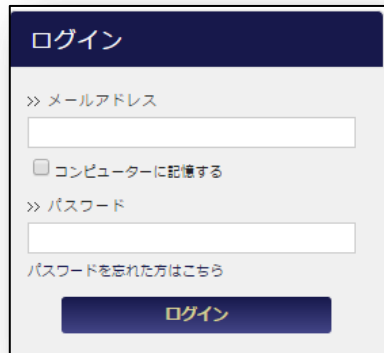 ログイン
>> メールアドレス
コンピューターに記憶する
>> パスワード
パスワードを忘れた方はこちら
ログイン